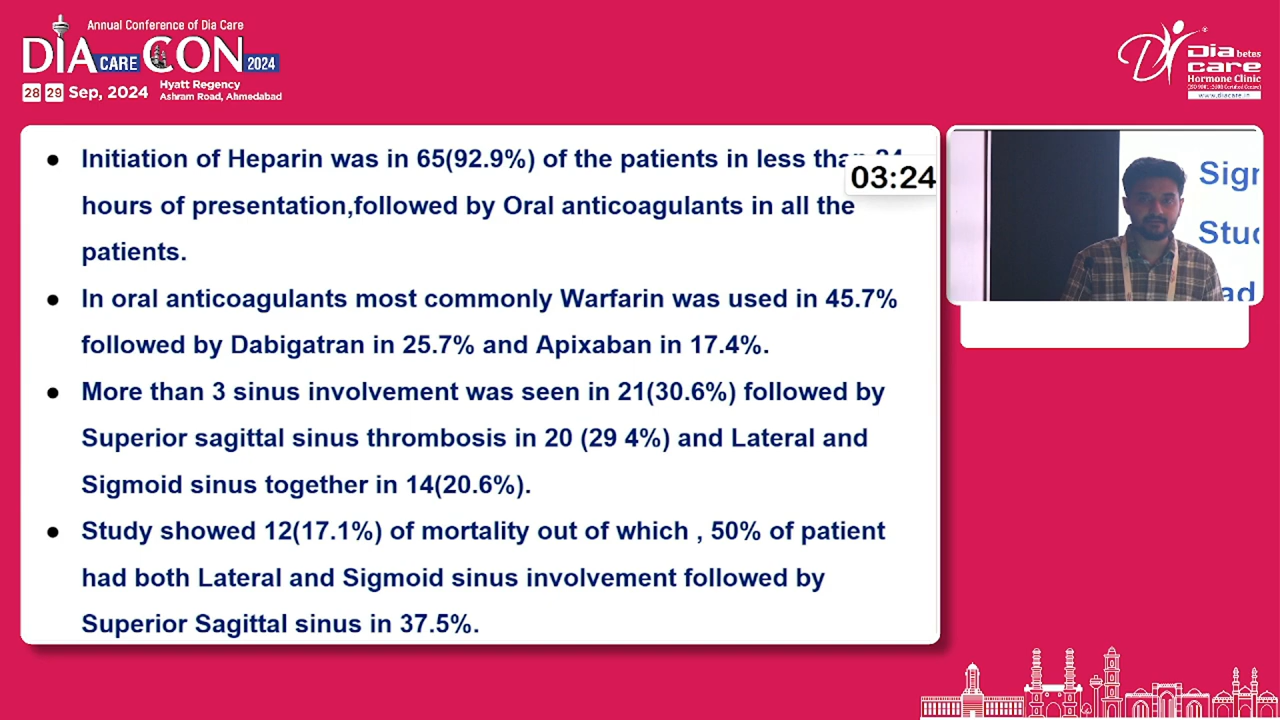 Annual Conference of Dia Care
DIA CARE CON 2024
28 29 Sep, 2024
Hyatt Regency
Ashram Road, Ahmedabad
Diabetes
care
Hormone Clinic
www.diacare.in
● Initiation of Heparin was in 65(92.9%) of the patients in less than 24
03:24
hours of presentation,followed by Oral anticoagulants in all the
patients.
● In oral anticoagulants most commonly Warfarin was used in 45.7%
followed by Dabigatran in 25.7% and Apixaban in 17.4%.
● More than 3 sinus involvement was seen in 21(30.6%) followed by
Superior sagittal sinus thrombosis in 20 (29 4%) and Lateral and
Sigmoid sinus together in 14(20.6%).
● Study showed 12(17.1%) of mortality out of which , 50% of patient
had both Lateral and Sigmoid sinus involvement followed by
Superior Sagittal sinus in 37.5%.